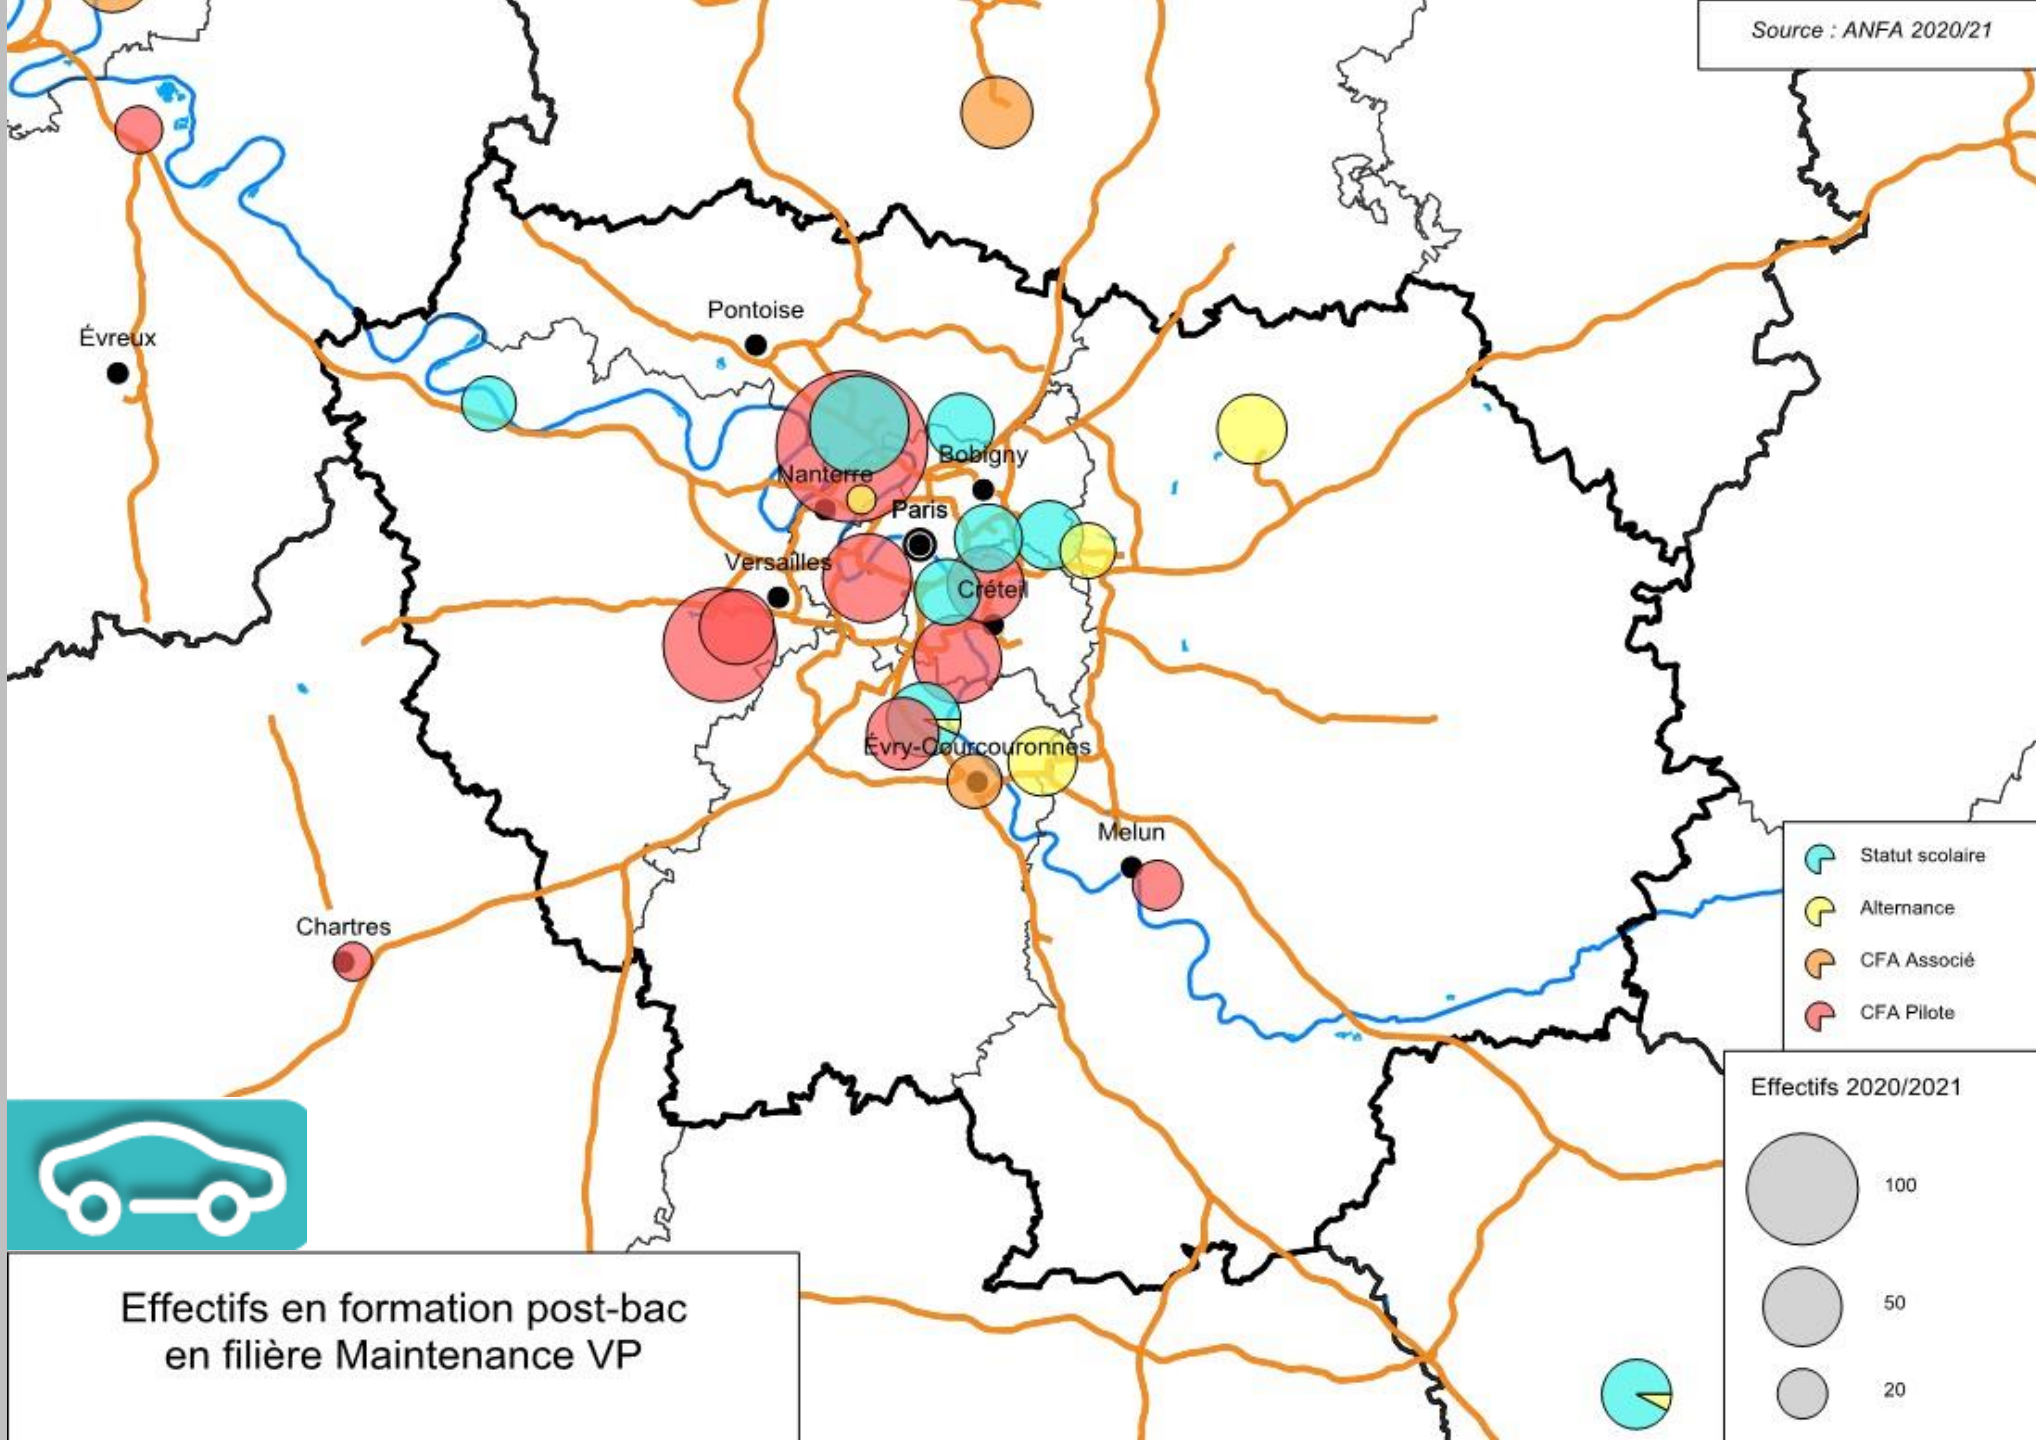 Source : ANFA 2020/21
Pontoise
Évreux
Bobigny
Nanterre
Paris
Versailles
Créteil
Évry-Courcouronnes
Melun
Chartres
Statut scolaire
Alternance
CFA Associé
CFA Pilote
Effectifs 2020/2021
100
50
20
Effectifs en formation post-bac
en filière Maintenance VP